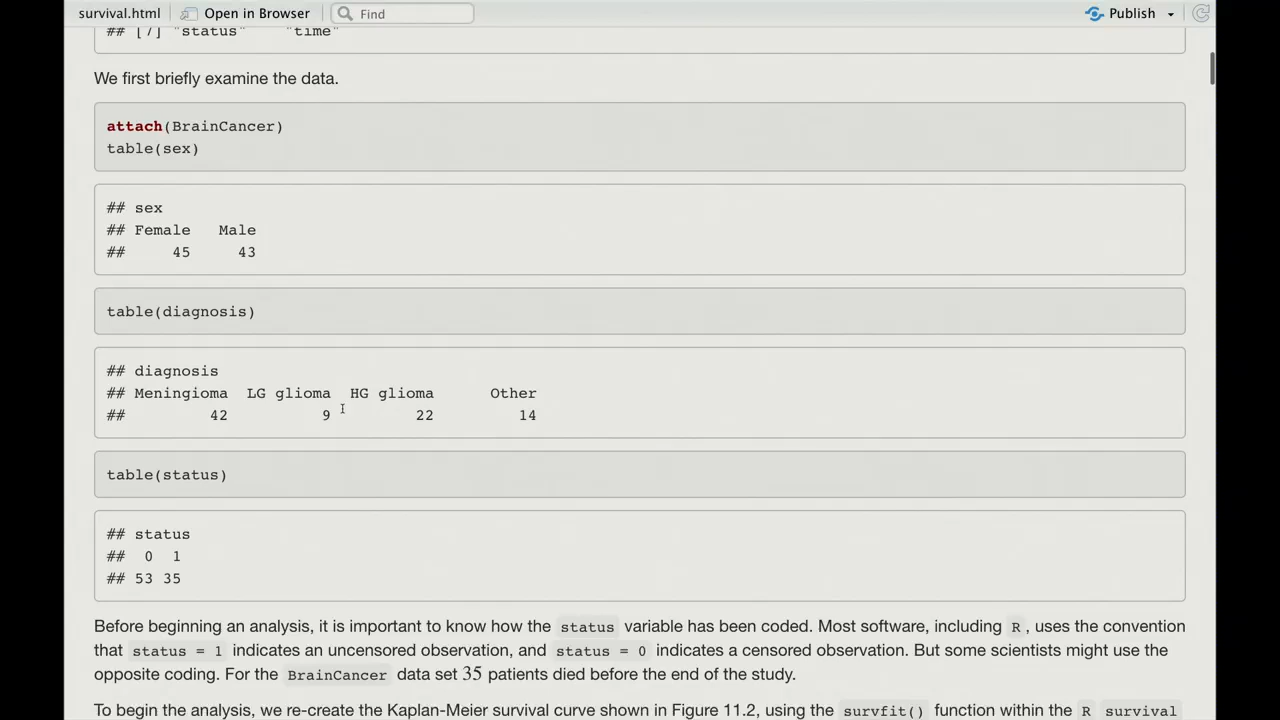 survival.html Open in Browser Find Publish
## [7] "status" "time"
We first briefly examine the data.
attach(BrainCancer)
table(sex)
## sex
## Female Male
## 45 43
table(diagnosis)
## diagnosis
## Meningioma LG glioma HG glioma Other
## 42 9 22 14
table(status)
## status
## 0 1
## 53 35
Before beginning an analysis, it is important to know how the status variable has been coded. Most software, including R, uses the convention
that status = 1 indicates an uncensored observation, and status = 0 indicates a censored observation. But some scientists might use the
opposite coding. For the BrainCancer data set 35 patients died before the end of the study.
To begin the analysis, we re-create the Kaplan-Meier survival curve shown in Figure 11.2, using the survfit() function within the R survival